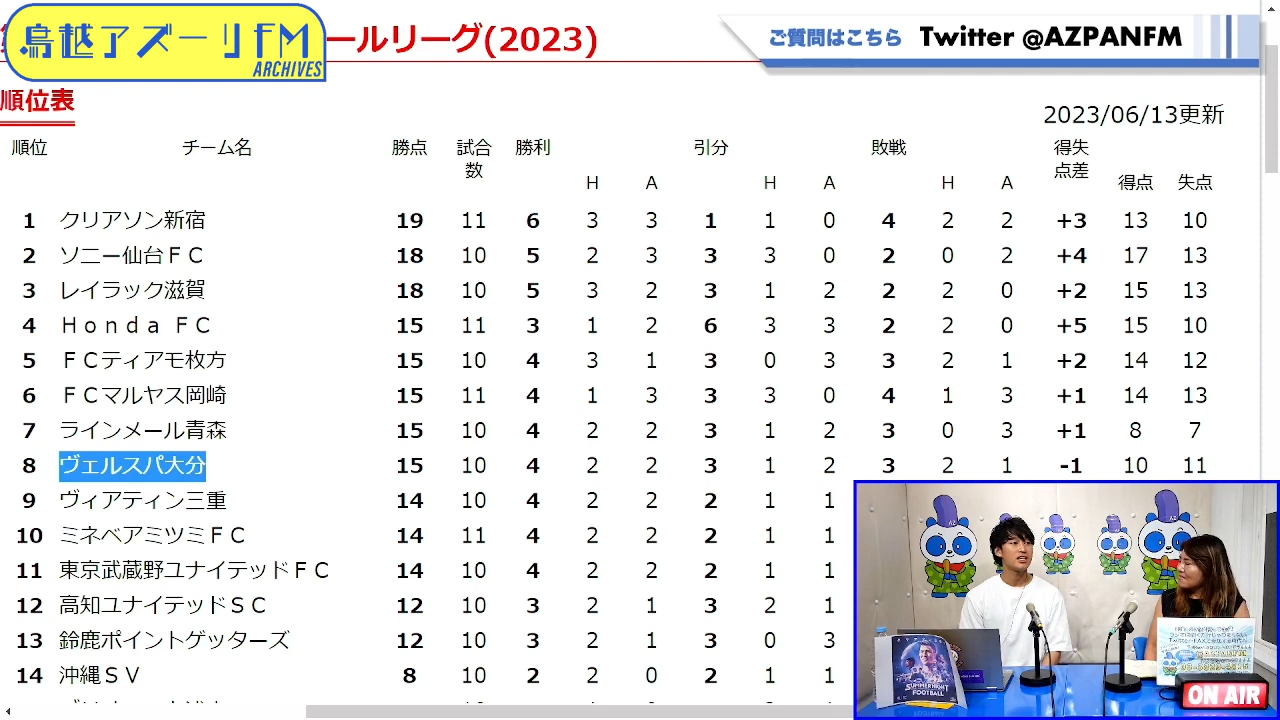 鳥越アズーリFM
ARCHIVES
ールリーグ(2023)
ご質問はこちら Twitter @AZPANFM
順位表
2023/06/13更新
順位 チーム名 勝点 試合数 勝利 引分 敗戦 得失点差
H A H A H A 得点 失点
1 クリアソン新宿 19 11 6 3 3 1 1 0 4 2 2 +3 13 10
2 ソニー仙台ＦＣ 18 10 5 2 3 3 3 0 2 0 2 +4 17 13
3 レイラック滋賀 18 10 5 3 2 3 1 2 2 2 0 +2 15 13
4 Ｈｏｎｄａ ＦＣ 15 11 3 1 2 6 3 3 2 2 0 +5 15 10
5 ＦＣティアモ枚方 15 10 4 3 1 3 0 3 3 2 1 +2 14 12
6 ＦＣマルヤス岡崎 15 11 4 1 3 3 3 0 4 1 3 +1 14 13
7 ラインメール青森 15 10 4 2 2 3 1 2 3 0 3 +1 8 7
8 ヴェルスパ大分 15 10 4 2 2 3 1 2 3 2 1 -1 10 11
9 ヴィアティン三重 14 10 4 2 2 2 1 1
10 ミネベアミツミＦＣ 14 11 4 2 2 2 1 1
11 東京武蔵野ユナイテッドＦＣ 14 10 4 2 2 2 1 1
12 高知ユナイテッドＳＣ 12 10 3 2 1 3 2 1
13 鈴鹿ポイントゲッターズ 12 10 3 2 1 3 0 3
14 沖縄ＳＶ 8 10 2 2 0 2 1 1
SUMMERNIGHT
FOOTBALL
ON AIR